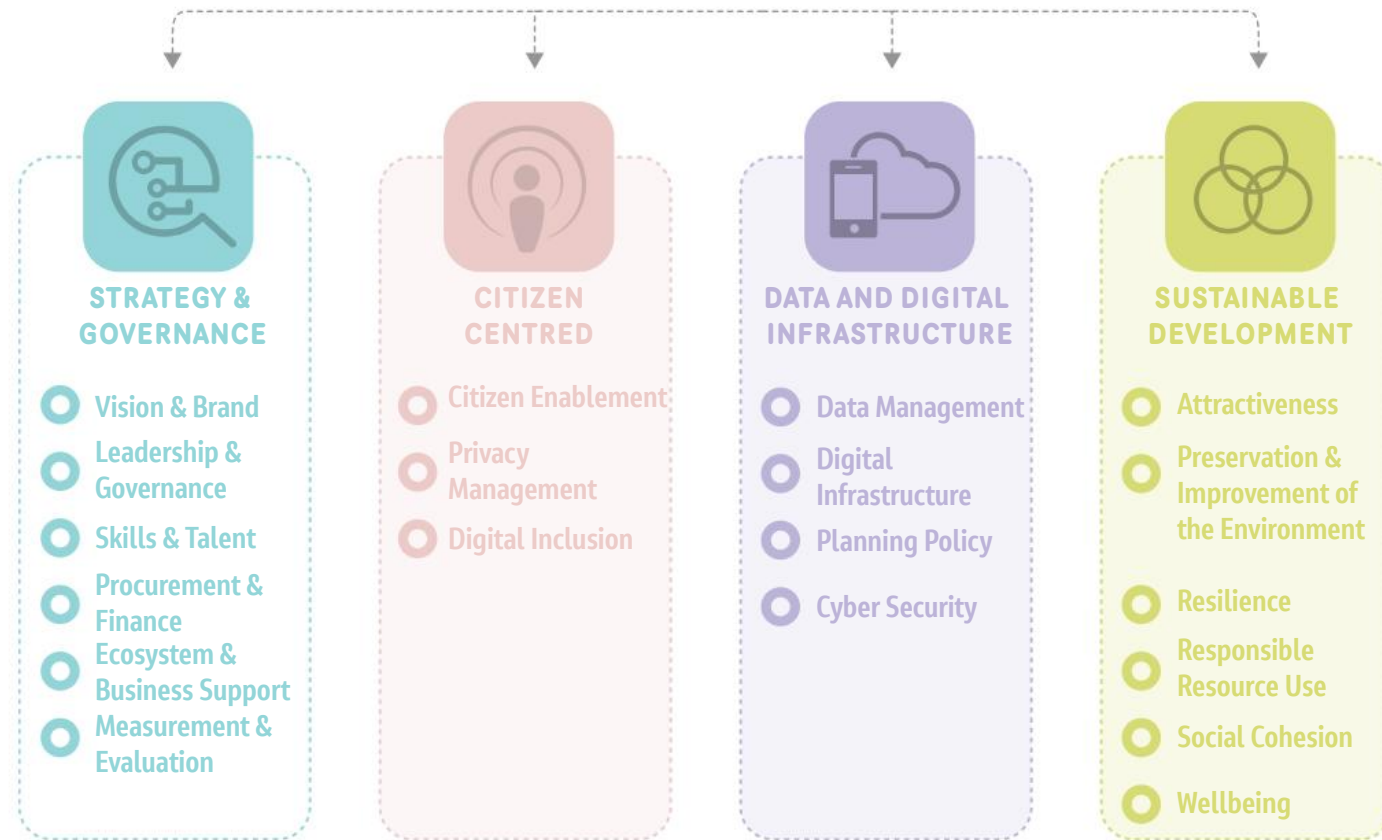 STRATEGY &
GOVERNANCE
Vision & Brand
Leadership &
Governance
Skills & Talent
Procurement &
Finance
Ecosystem &
Business Support
Measurement &
Evaluation
CITIZEN
CENTRED
Citizen Enablement
Privacy
Management
Digital Inclusion
DATA AND DIGITAL
INFRASTRUCTURE
Data Management
Digital
Infrastructure
Planning Policy
Cyber Security
SUSTAINABLE
DEVELOPMENT
Attractiveness
Preservation &
Improvement of
the Environment
Resilience
Responsible
Resource Use
Social Cohesion
Wellbeing